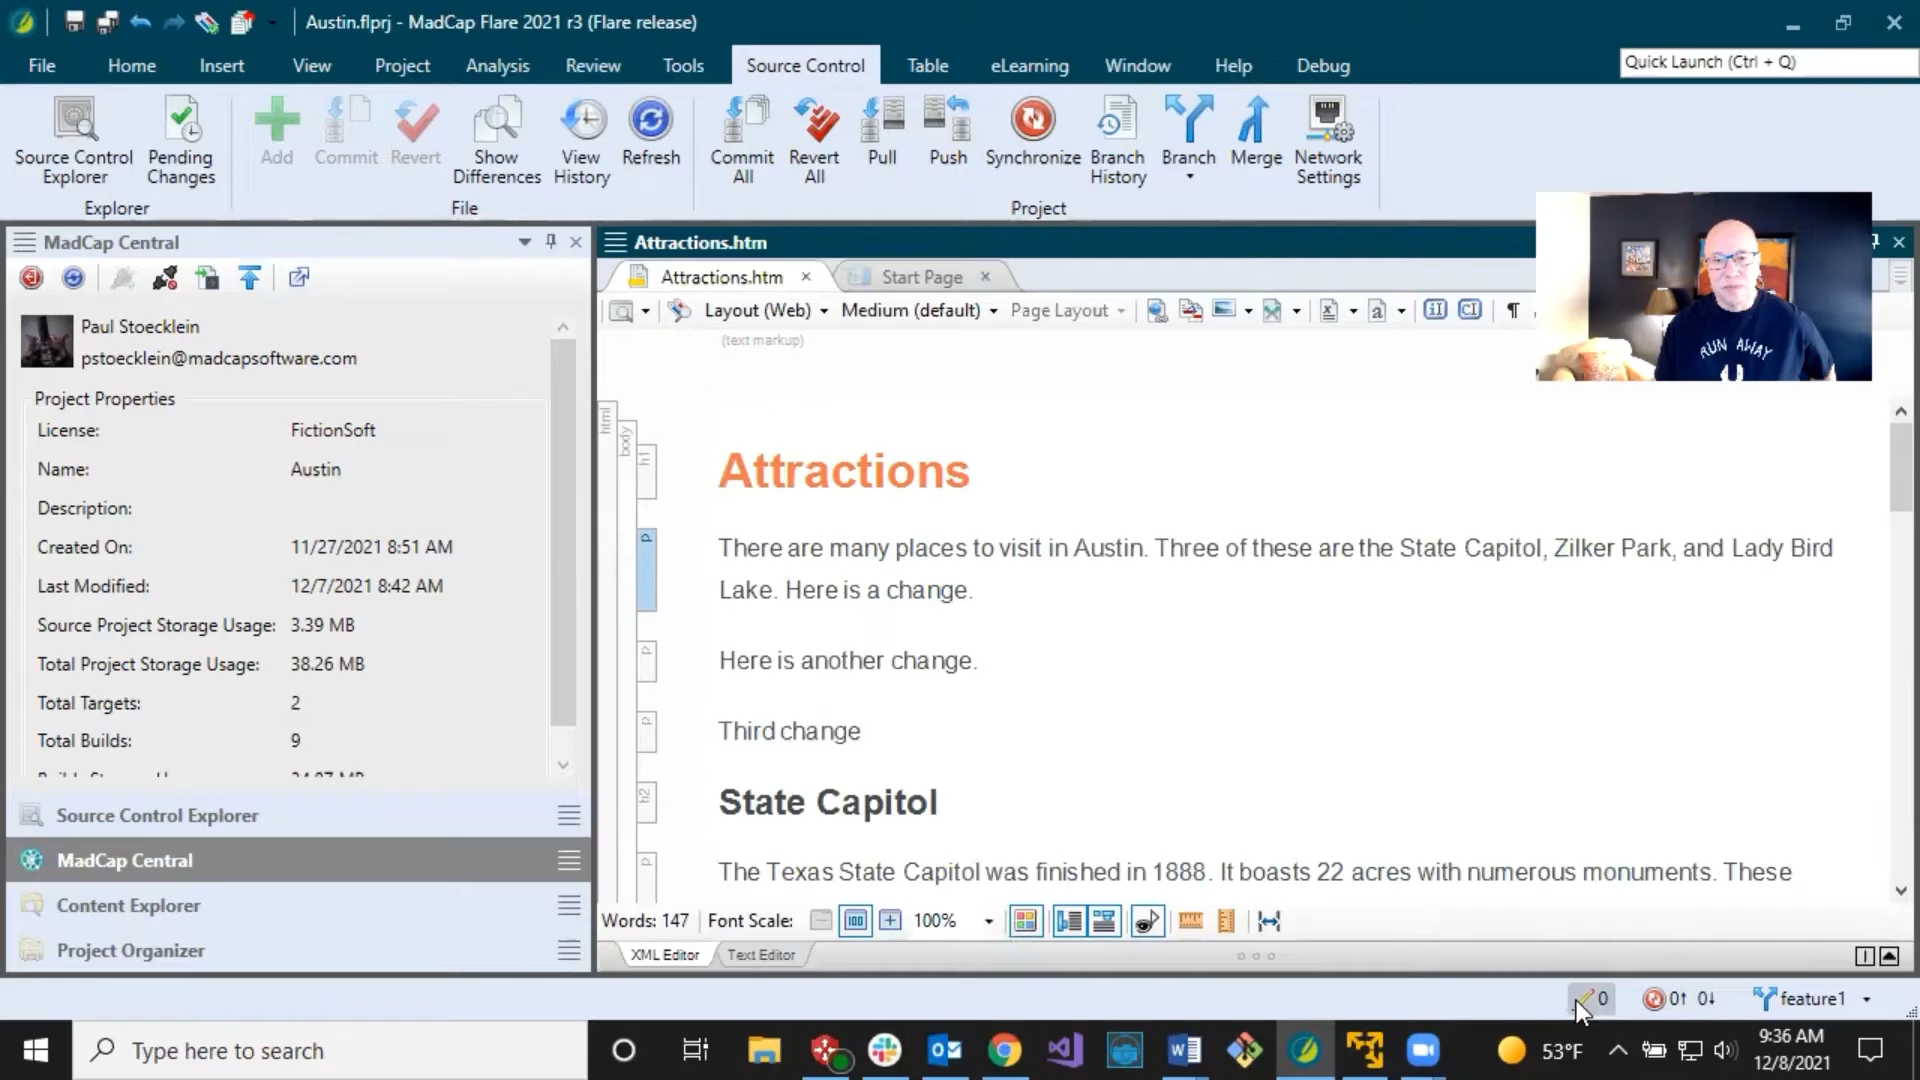 Austin.flprj - MadCap Flare 2021 r3 (Flare release)
File Home Insert View Project Analysis Review Tools Source Control Table eLearning Window Help Debug
Quick Launch (Ctrl + Q)
Source Control Explorer
Pending Changes
Add
Commit
Revert
Show Differences
View History
Refresh
Commit All
Revert All
Pull
Push
Synchronize
Branch History
Branch
Merge
Network Settings
Explorer
File
Project
MadCap Central
Paul Stoecklein
pstoecklein@madcapsoftware.com
Project Properties
License: FictionSoft
Name: Austin
Description:
Created On: 11/27/2021 8:51 AM
Last Modified: 12/7/2021 8:42 AM
Source Project Storage Usage: 3.39 MB
Total Project Storage Usage: 38.26 MB
Total Targets: 2
Total Builds: 9
Source Control Explorer
MadCap Central
Content Explorer
Project Organizer
Attractions.htm
Attractions.htm
Start Page
Layout (Web) Medium (default) Page Layout
(text markup)
RUN AWAY
html
body
h1
p
p
p
h2
p
Attractions
There are many places to visit in Austin. Three of these are the State Capitol, Zilker Park, and Lady Bird
Lake. Here is a change.
Here is another change.
Third change
State Capitol
The Texas State Capitol was finished in 1888. It boasts 22 acres with numerous monuments. These
Words: 147 Font Scale: 100%
XML Editor Text Editor
0 0↑ 0↓ feature1
Type here to search
53°F
9:36 AM
12/8/2021